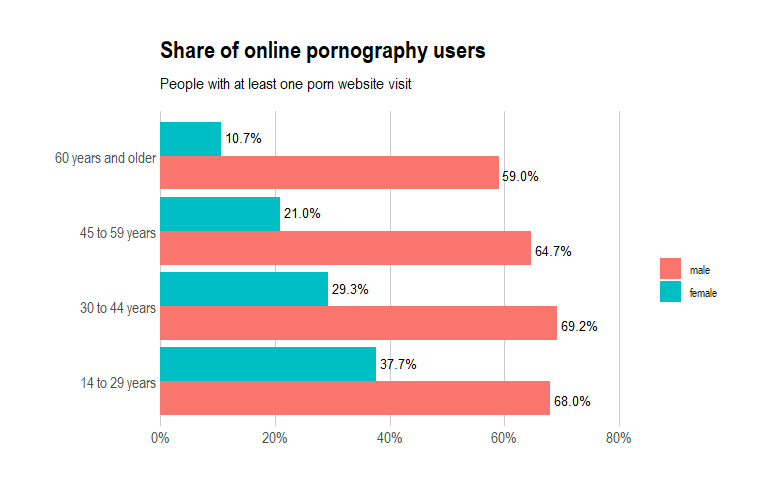 Share of online pornography users
People with at least one porn website visit
60 years and older
10.7%
59.0%
45 to 59 years
21.0%
64.7%
30 to 44 years
29.3%
69.2%
14 to 29 years
37.7%
68.0%
0%
20%
40%
60%
80%
male
female